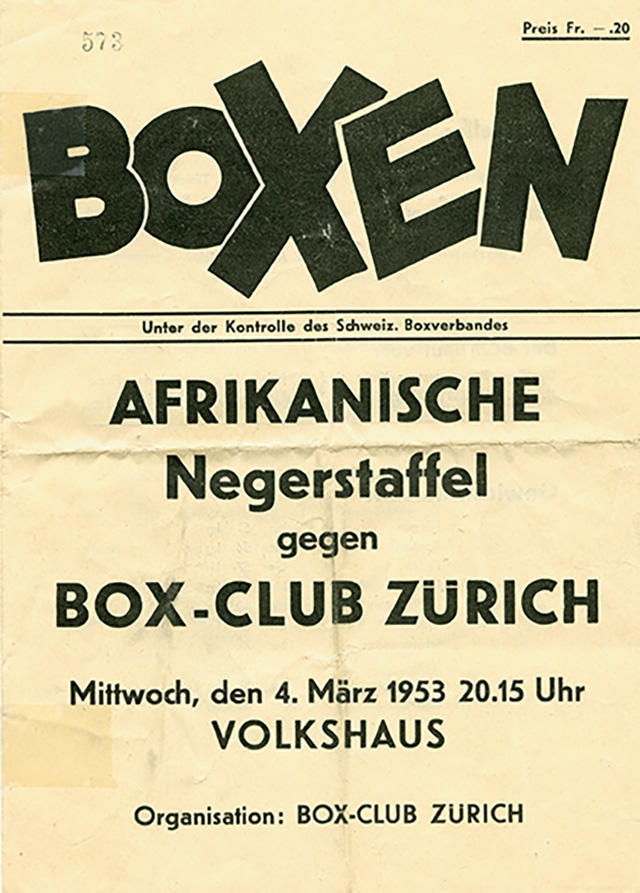 573
Preis Fr. –.20
BOXEN
Unter der Kontrolle des Schweiz. Boxverbandes
AFRIKANISCHE
Negerstaffel
gegen
BOX-CLUB ZÜRICH
Mittwoch, den 4. März 1953 20.15 Uhr
VOLKSHAUS
Organisation: BOX-CLUB ZÜRICH